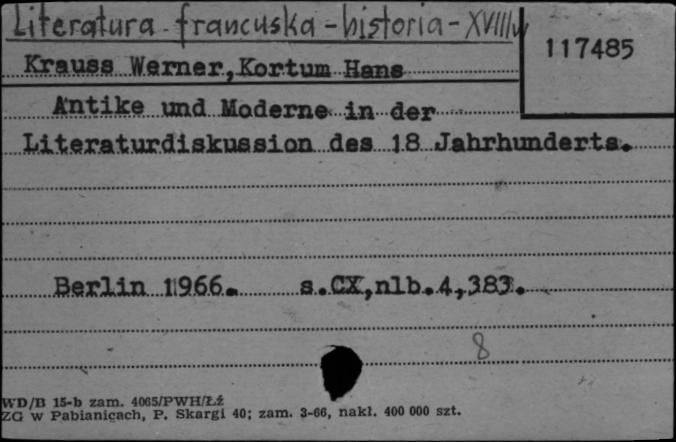 Literatura francuska - historia - XVIIIw
117485
Krauss Werner, Kortum Hans
Antike und Moderne in der
Literaturdiskussion des 18 Jahrhunderts.
Berlin 1966. s.CX,nlb.4,383.
8
WD/B 15-b zam. 4065/PWH/Łź
ZG w Pabianicach, P. Skargi 40; zam. 3-66, nakł. 400 000 szt.